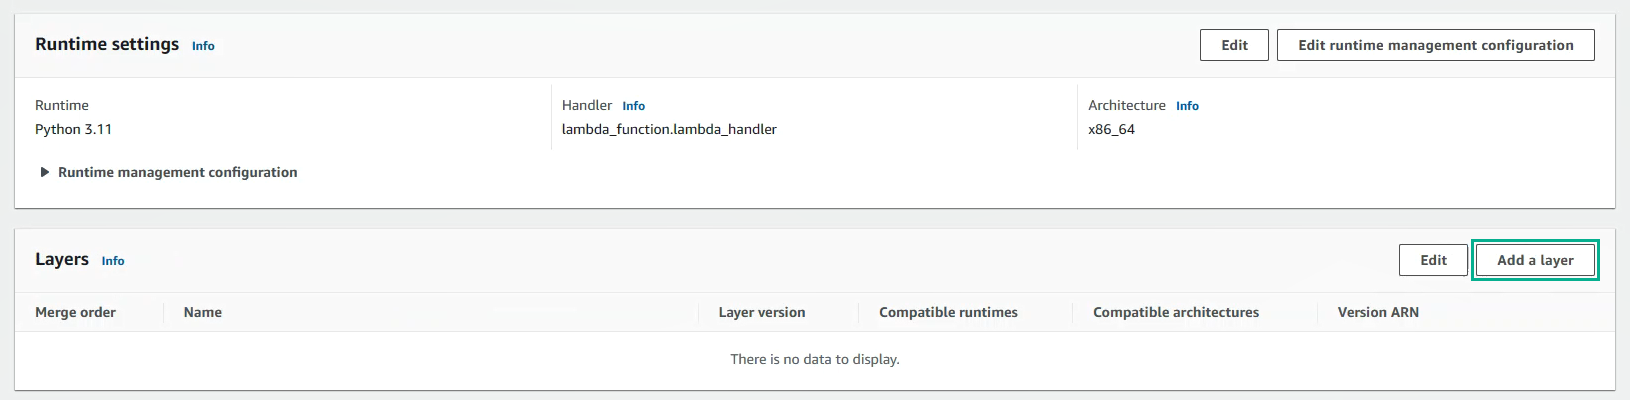 Runtime settings Info Edit Edit runtime management configuration
Runtime Handler Info Architecture Info
Python 3.11 lambda_function.lambda_handler x86_64
Runtime management configuration
Layers Info Edit Add a layer
Merge order Name Layer version Compatible runtimes Compatible architectures Version ARN
There is no data to display.